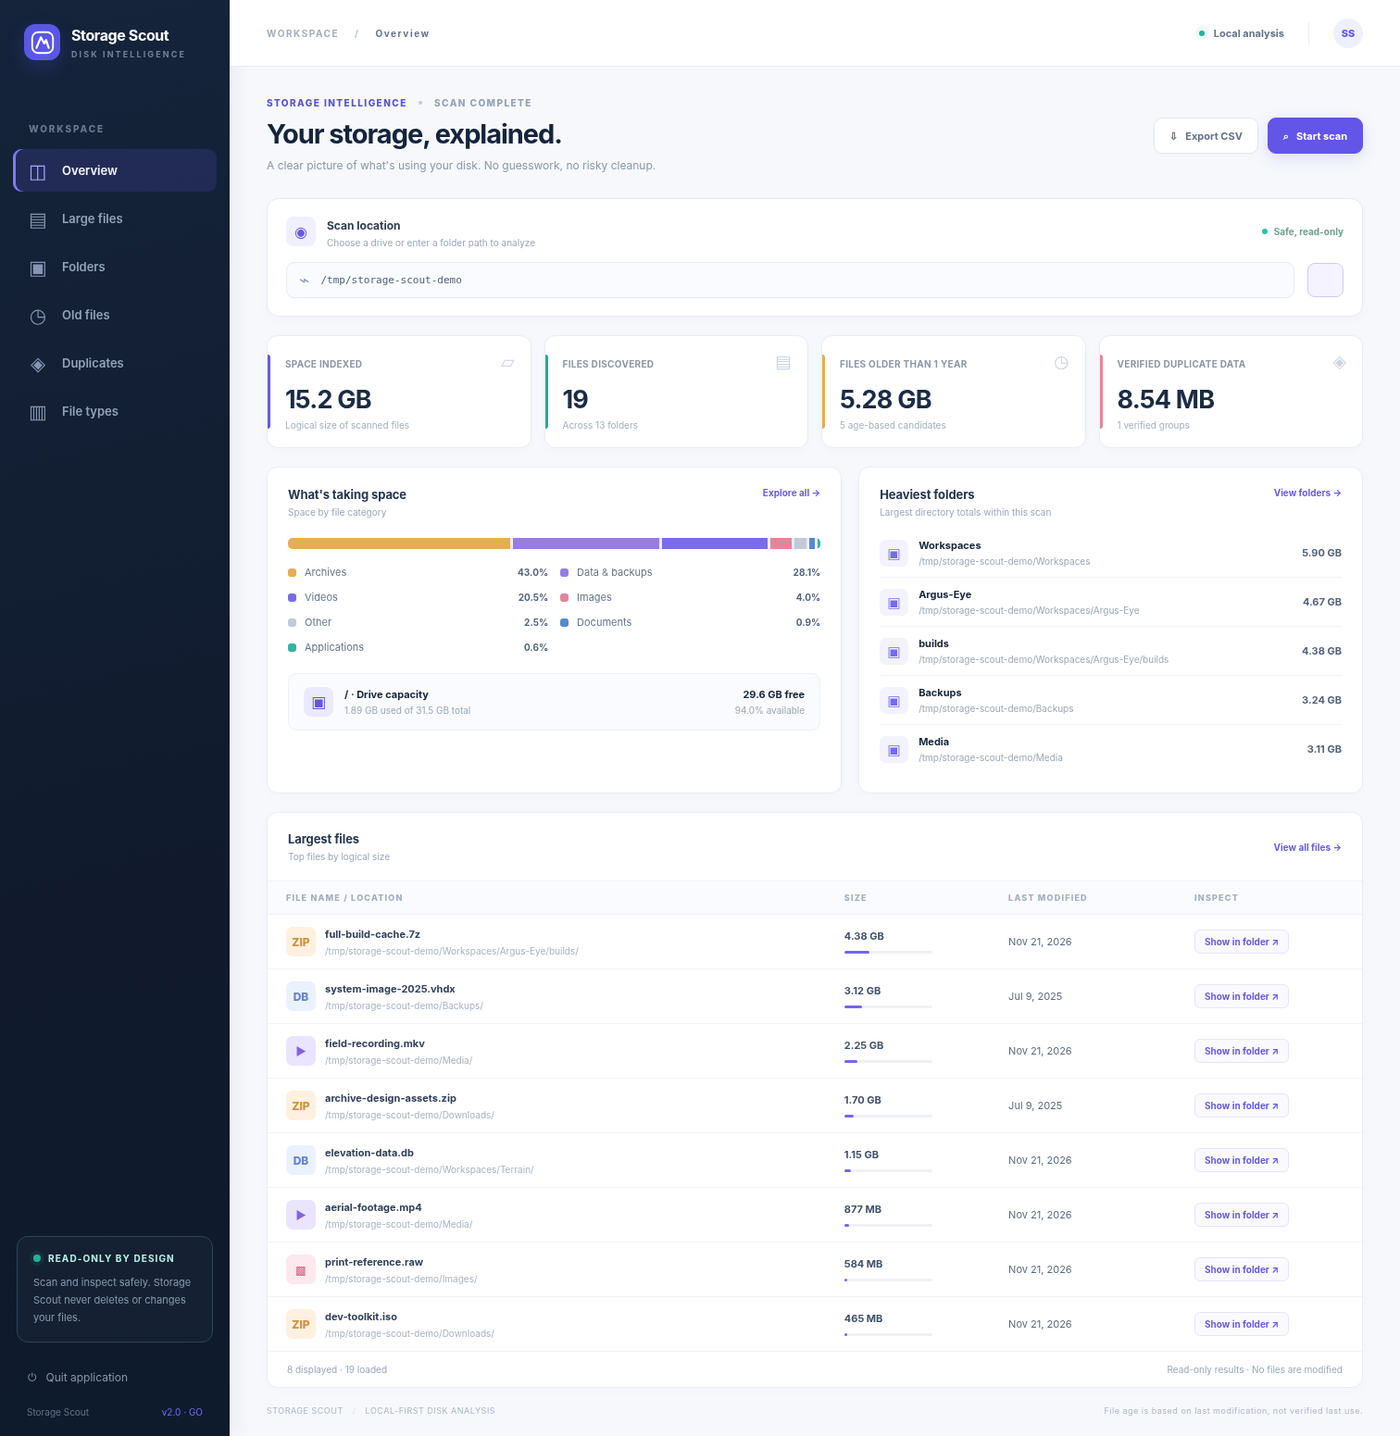 Storage Scout
DISK INTELLIGENCE
WORKSPACE
Overview
Large files
Folders
Old files
Duplicates
File types
READ-ONLY BY DESIGN
Scan and inspect safely. Storage
Scout never deletes or changes
your files.
Quit application
Storage Scout v2.0 · GO
WORKSPACE / Overview
Local analysis SS
STORAGE INTELLIGENCE • SCAN COMPLETE
Your storage, explained.
A clear picture of what's using your disk. No guesswork, no risky cleanup.
⇩ Export CSV
Start scan
Scan location
Choose a drive or enter a folder path to analyze
Safe, read-only
/tmp/storage-scout-demo
SPACE INDEXED
15.2 GB
Logical size of scanned files
FILES DISCOVERED
19
Across 13 folders
FILES OLDER THAN 1 YEAR
5.28 GB
5 age-based candidates
VERIFIED DUPLICATE DATA
8.54 MB
1 verified groups
What's taking space
Space by file category
Explore all →
Archives 43.0%
Data & backups 28.1%
Videos 20.5%
Images 4.0%
Other 2.5%
Documents 0.9%
Applications 0.6%
/ · Drive capacity
1.89 GB used of 31.5 GB total
29.6 GB free
94.0% available
Heaviest folders
Largest directory totals within this scan
View folders →
Workspaces
/tmp/storage-scout-demo/Workspaces
5.90 GB
Argus-Eye
/tmp/storage-scout-demo/Workspaces/Argus-Eye
4.67 GB
builds
/tmp/storage-scout-demo/Workspaces/Argus-Eye/builds
4.38 GB
Backups
/tmp/storage-scout-demo/Backups
3.24 GB
Media
/tmp/storage-scout-demo/Media
3.11 GB
Largest files
Top files by logical size
View all files →
FILE NAME / LOCATION SIZE LAST MODIFIED INSPECT
ZIP full-build-cache.7z
/tmp/storage-scout-demo/Workspaces/Argus-Eye/builds/
4.38 GB Nov 21, 2026 Show in folder ↗
DB system-image-2025.vhdx
/tmp/storage-scout-demo/Backups/
3.12 GB Jul 9, 2025 Show in folder ↗
field-recording.mkv
/tmp/storage-scout-demo/Media/
2.25 GB Nov 21, 2026 Show in folder ↗
ZIP archive-design-assets.zip
/tmp/storage-scout-demo/Downloads/
1.70 GB Jul 9, 2025 Show in folder ↗
DB elevation-data.db
/tmp/storage-scout-demo/Workspaces/Terrain/
1.15 GB Nov 21, 2026 Show in folder ↗
aerial-footage.mp4
/tmp/storage-scout-demo/Media/
877 MB Nov 21, 2026 Show in folder ↗
print-reference.raw
/tmp/storage-scout-demo/Images/
584 MB Nov 21, 2026 Show in folder ↗
ZIP dev-toolkit.iso
/tmp/storage-scout-demo/Downloads/
465 MB Nov 21, 2026 Show in folder ↗
8 displayed · 19 loaded
Read-only results · No files are modified
STORAGE SCOUT / LOCAL-FIRST DISK ANALYSIS
File age is based on last modification, not verified last use.